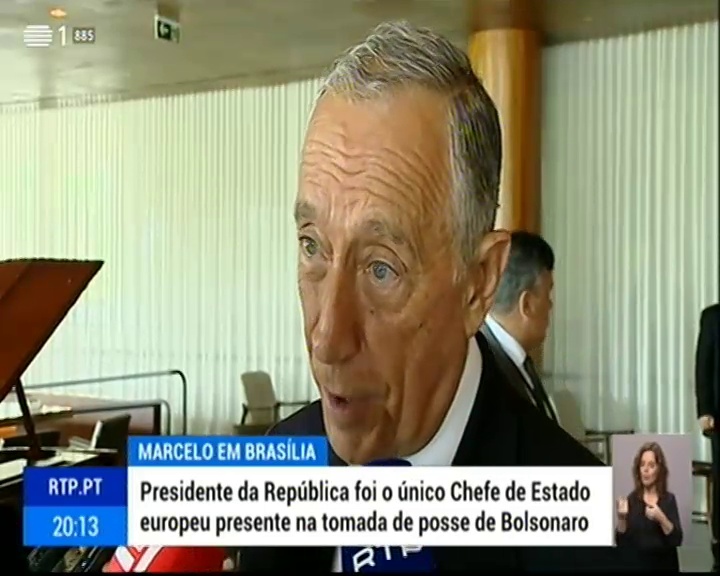 1 885
MARCELO EM BRASÍLIA
RTP.PT
Presidente da República foi o único Chefe de Estado
20:13
europeu presente na tomada de posse de Bolsonaro
RTP